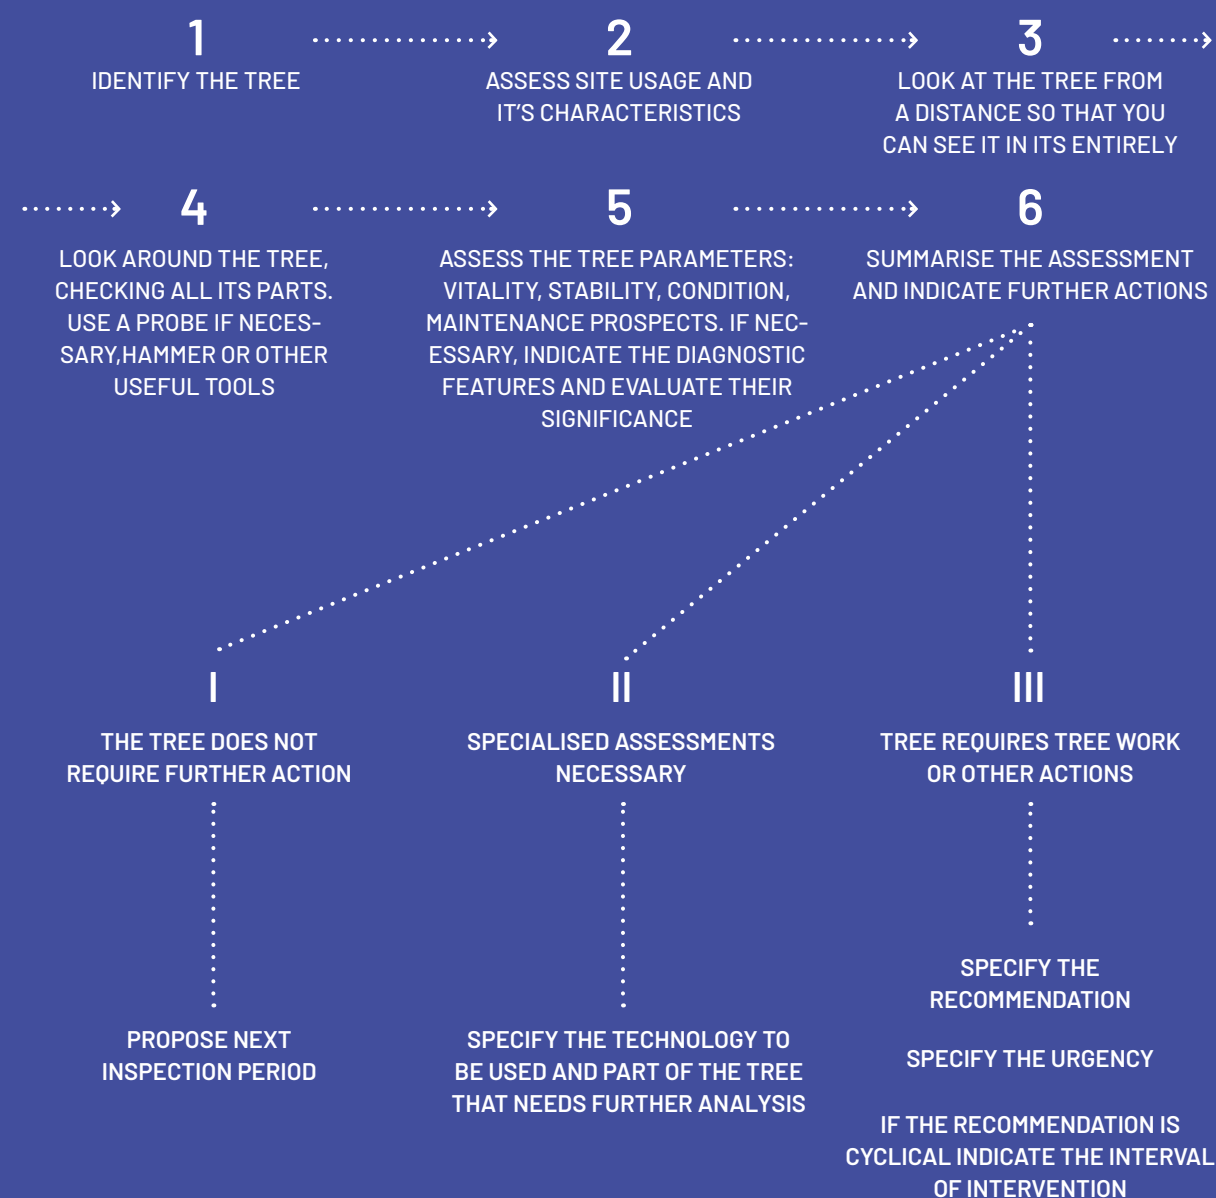 1
IDENTIFY THE TREE
2
ASSESS SITE USAGE AND
IT'S CHARACTERISTICS
3
LOOK AT THE TREE FROM
A DISTANCE SO THAT YOU
CAN SEE IT IN ITS ENTIRELY
4
LOOK AROUND THE TREE,
CHECKING ALL ITS PARTS.
USE A PROBE IF NECES-
SARY,HAMMER OR OTHER
USEFUL TOOLS
5
ASSESS THE TREE PARAMETERS:
VITALITY, STABILITY, CONDITION,
MAINTENANCE PROSPECTS. IF NEC-
ESSARY, INDICATE THE DIAGNOSTIC
FEATURES AND EVALUATE THEIR
SIGNIFICANCE
6
SUMMARISE THE ASSESSMENT
AND INDICATE FURTHER ACTIONS
I
THE TREE DOES NOT
REQUIRE FURTHER ACTION
PROPOSE NEXT
INSPECTION PERIOD
II
SPECIALISED ASSESSMENTS
NECESSARY
SPECIFY THE TECHNOLOGY TO
BE USED AND PART OF THE TREE
THAT NEEDS FURTHER ANALYSIS
III
TREE REQUIRES TREE WORK
OR OTHER ACTIONS
SPECIFY THE
RECOMMENDATION
SPECIFY THE URGENCY
IF THE RECOMMENDATION IS
CYCLICAL INDICATE THE INTERVAL
OF INTERVENTION